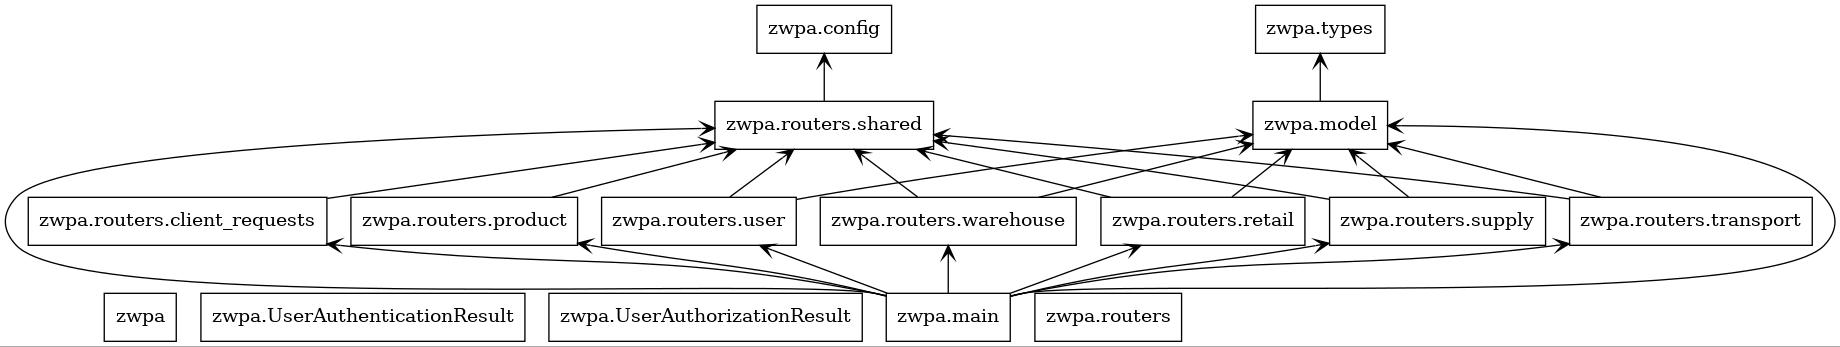 zwpa.config
zwpa.types
zwpa.routers.shared
zwpa.model
zwpa.routers.client_requests
zwpa.routers.product
zwpa.routers.user
zwpa.routers.warehouse
zwpa.routers.retail
zwpa.routers.supply
zwpa.routers.transport
zwpa
zwpa.UserAuthenticationResult
zwpa.UserAuthorizationResult
zwpa.main
zwpa.routers